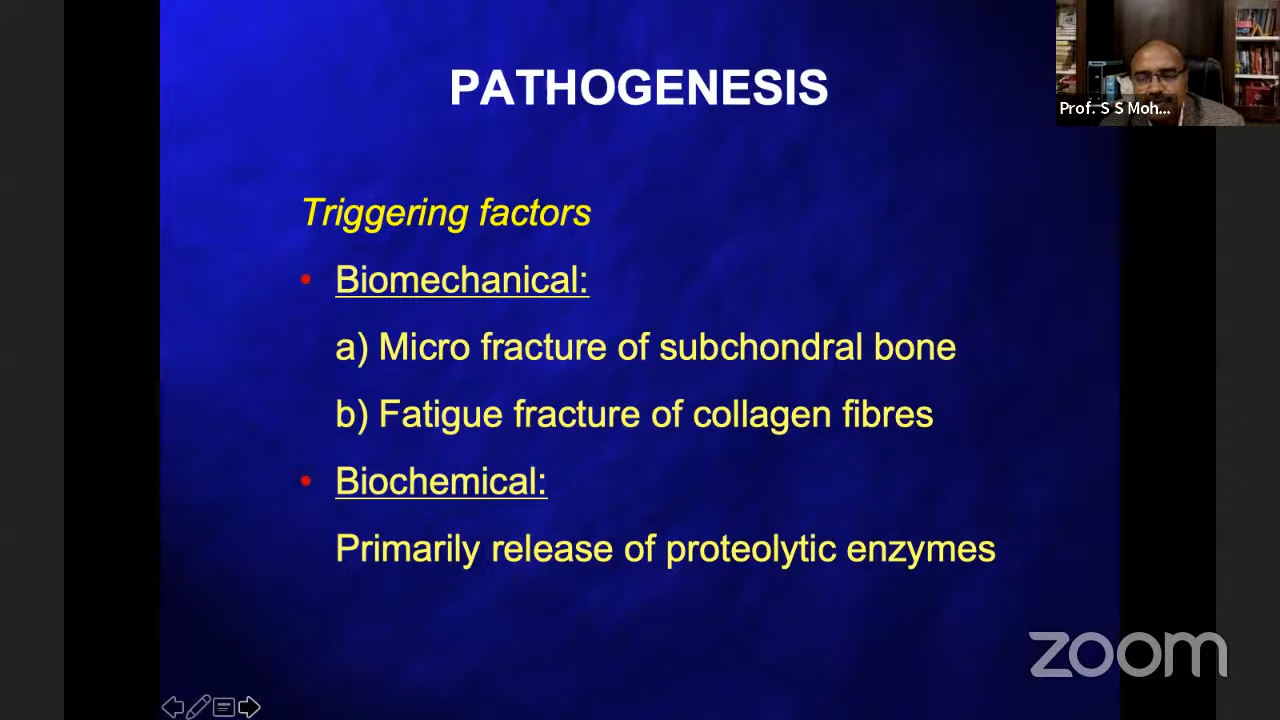 PATHOGENESIS
Prof. S S Moh...
Triggering factors
• Biomechanical:
a) Micro fracture of subchondral bone
b) Fatigue fracture of collagen fibres
• Biochemical:
Primarily release of proteolytic enzymes
zoom